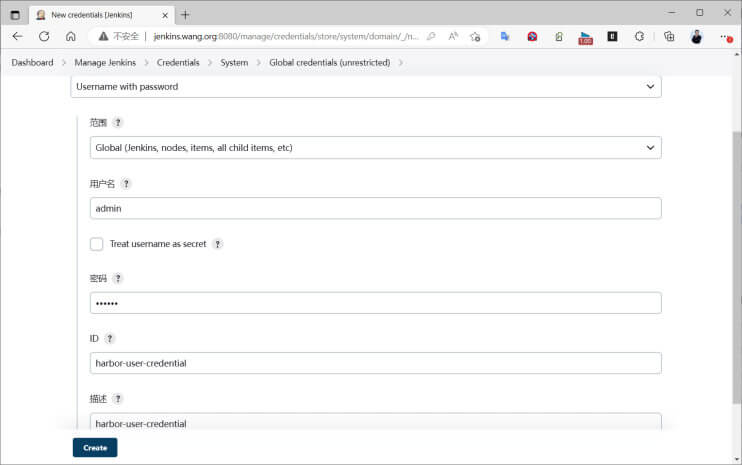 New credentials [Jenkins]
不安全 jenkins.wang.org:8080/manage/credentials/store/system/domain/_/n...
1.00
Dashboard > Manage Jenkins > Credentials > System > Global credentials (unrestricted) >
Username with password
范围 ?
Global (Jenkins, nodes, items, all child items, etc)
用户名 ?
admin
Treat username as secret ?
密码 ?
••••••
ID ?
harbor-user-credential
描述 ?
harbor-user-credential
Create